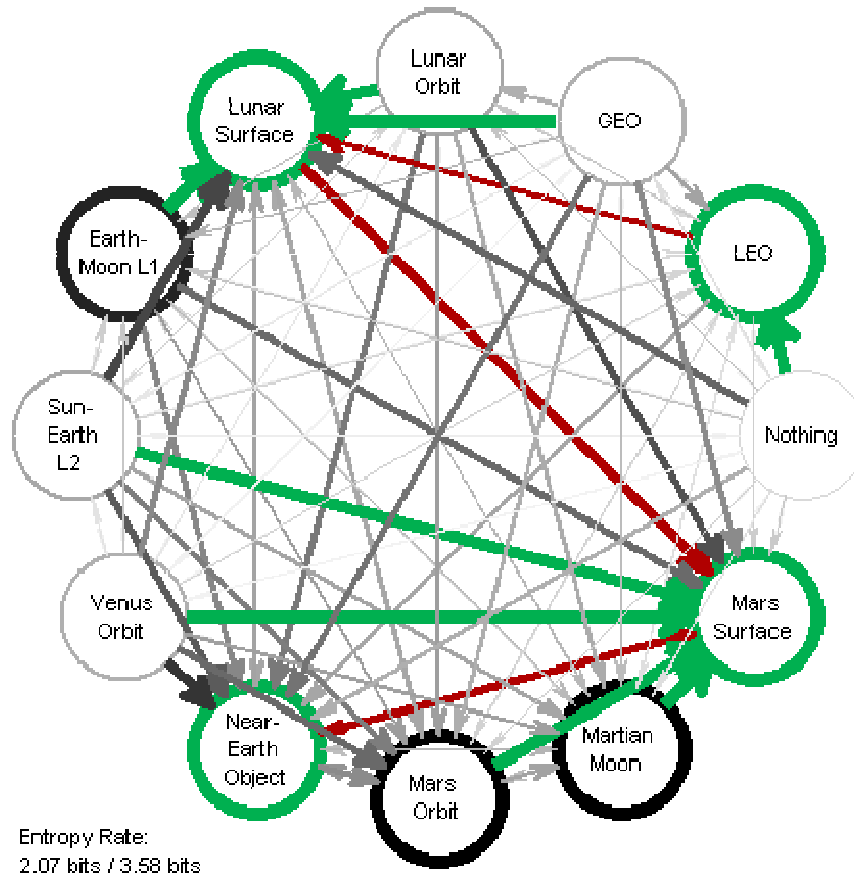 Lunar
Orbit
Lunar
Surface
GEO
Earth-
Moon L1
LEO
Sun-
Earth
L2
Nothing
Venus
Orbit
Mars
Surface
Near-
Earth
Object
Mars
Orbit
Martian
Moon
Entropy Rate:
2.07 bits / 3.58 bits